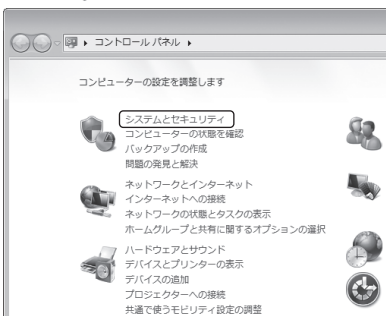 コントロール パネル
コンピューターの設定を調整します
システムとセキュリティ
コンピューターの状態を確認
バックアップの作成
問題の発見と解決
ネットワークとインターネット
インターネットへの接続
ネットワークの状態とタスクの表示
ホームグループと共有に関するオプションの選択
ハードウェアとサウンド
デバイスとプリンターの表示
デバイスの追加
プロジェクターへの接続
共通で使うモビリティ設定の調整